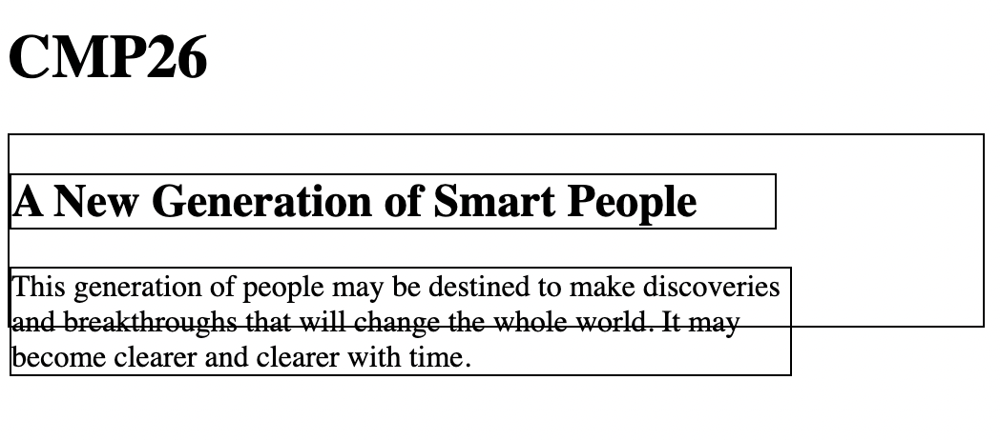 CMP26
A New Generation of Smart People
This generation of people may be destined to make discoveries
and breakthroughs that will change the whole world. It may
become clearer and clearer with time.